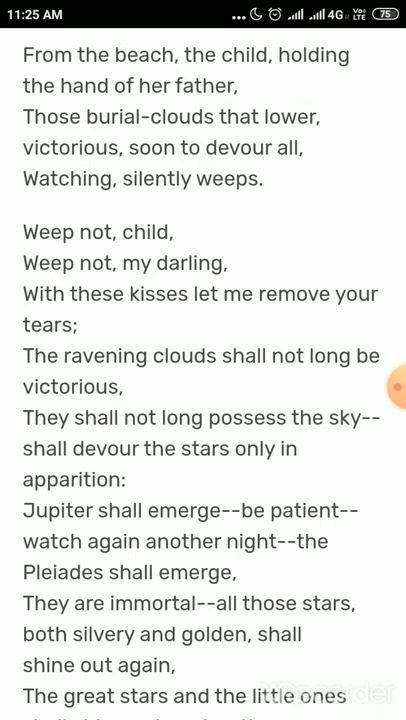 11:25 AM
... 4G Vo LTE 75
From the beach, the child, holding
the hand of her father,
Those burial-clouds that lower,
victorious, soon to devour all,
Watching, silently weeps.
Weep not, child,
Weep not, my darling,
With these kisses let me remove your
tears;
The ravening clouds shall not long be
victorious,
They shall not long possess the sky--
shall devour the stars only in
apparition:
Jupiter shall emerge--be patient--
watch again another night--the
Pleiades shall emerge,
They are immortal--all those stars,
both silvery and golden, shall
shine out again,
The great stars and the little ones